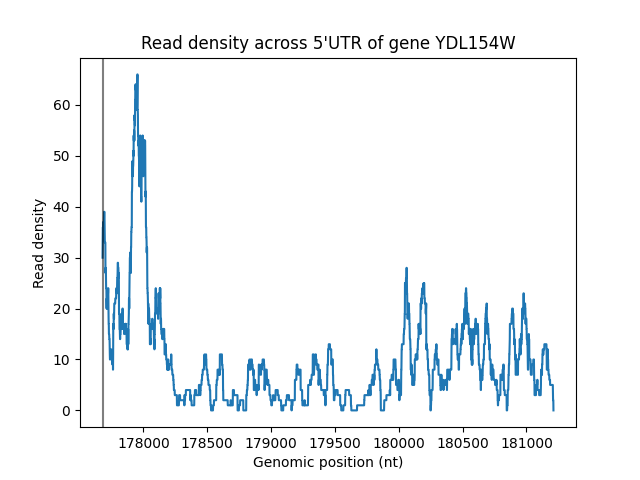 Read density across 5'UTR of gene YDL154W
60
50
40
30
20
10
0
Read density
178000 178500 179000 179500 180000 180500 181000
Genomic position (nt)